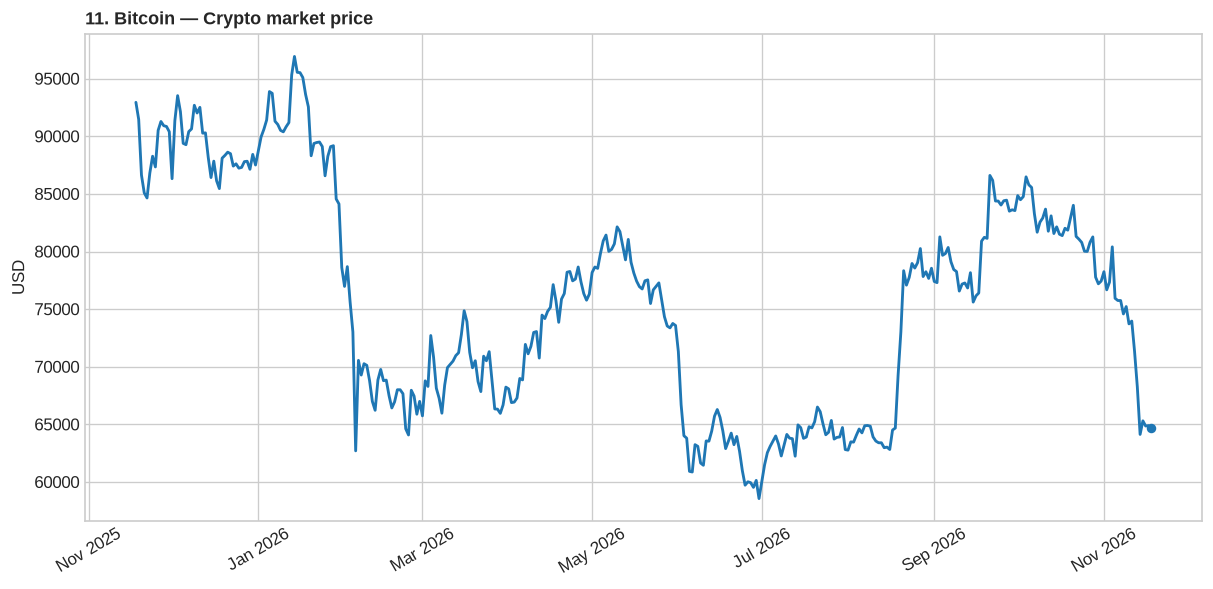 11. Bitcoin — Crypto market price
USD
95000
90000
85000
80000
75000
70000
65000
60000
Nov 2025
Jan 2026
Mar 2026
May 2026
Jul 2026
Sep 2026
Nov 2026